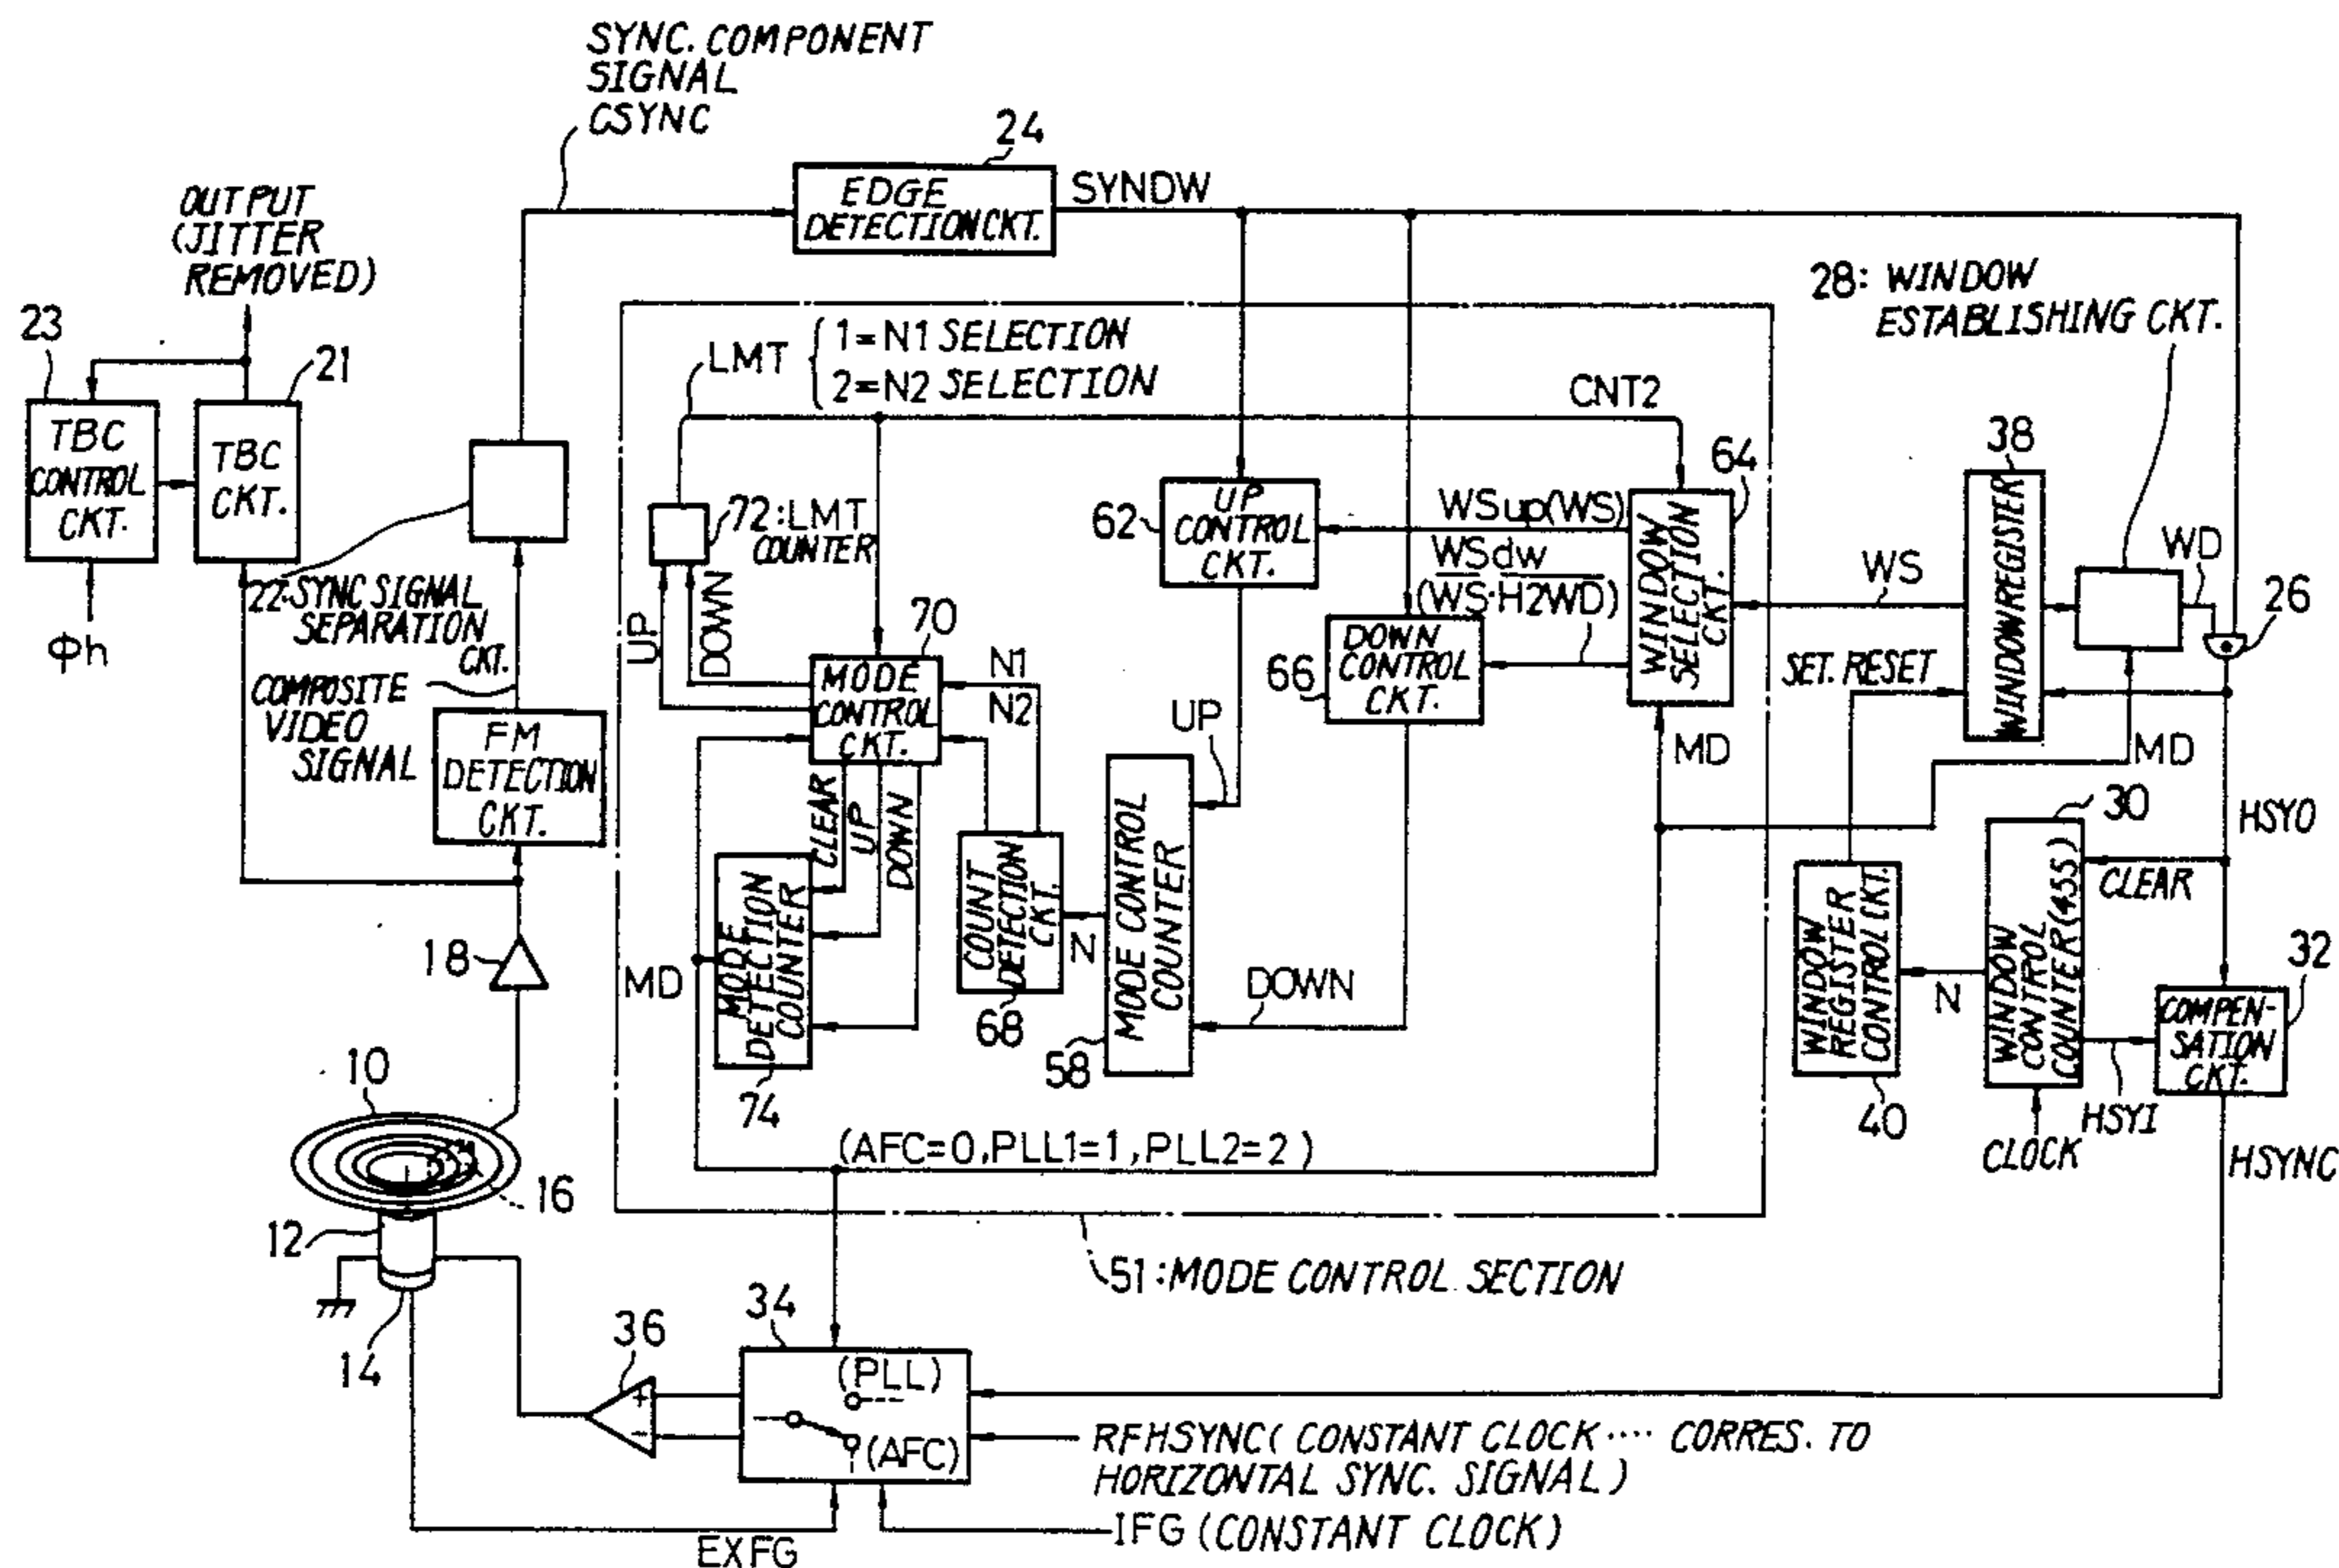 SYNC. COMPONENT
SIGNAL
CSYNC
24
EDGE
DETECTION CKT.
SYNDW
OUTPUT
(JITTER
REMOVED)
28: WINDOW
ESTABLISHING CKT.
23
21
TBC
CONTROL
CKT.
TBC
CKT.
Φh
LMT
1=N1 SELECTION
2=N2 SELECTION
CNT2
72:LMT
COUNTER
UP
DOWN
22:SYNC SIGNAL
SEPARATION
CKT.
COMPOSITE
VIDEO
SIGNAL
FM
DETECTION
CKT.
18
62
UP
CONTROL
CKT.
WSup(WS)
WSdw
(WS·H2WD)
64
WINDOW
SELECTION
CKT.
66
DOWN
CONTROL
CKT.
38
WINDOW REGISTER
WS
WD
26
SET. RESET
MD
MD
70
MODE
CONTROL
CKT.
N1
N2
CLEAR
UP
DOWN
MODE
DETECTION
COUNTER
74
MD
COUNT
DETECTION
CKT.
68
N
MODE CONTROL
COUNTER
58
UP
DOWN
30
HSYO
CLEAR
WINDOW
REGISTER
CONTROL CKT.
40
N
WINDOW
CONTROL
COUNTER(455)
32
COMPEN-
SATION
CKT.
HSYI
CLOCK
HSYNC
10
16
12
14
(AFC=0,PLL1=1,PLL2=2)
51:MODE CONTROL SECTION
36
+
−
34
(PLL)
(AFC)
RFHSYNC( CONSTANT CLOCK···· CORRES. TO
HORIZONTAL SYNC. SIGNAL)
IFG (CONSTANT CLOCK)
EXFG